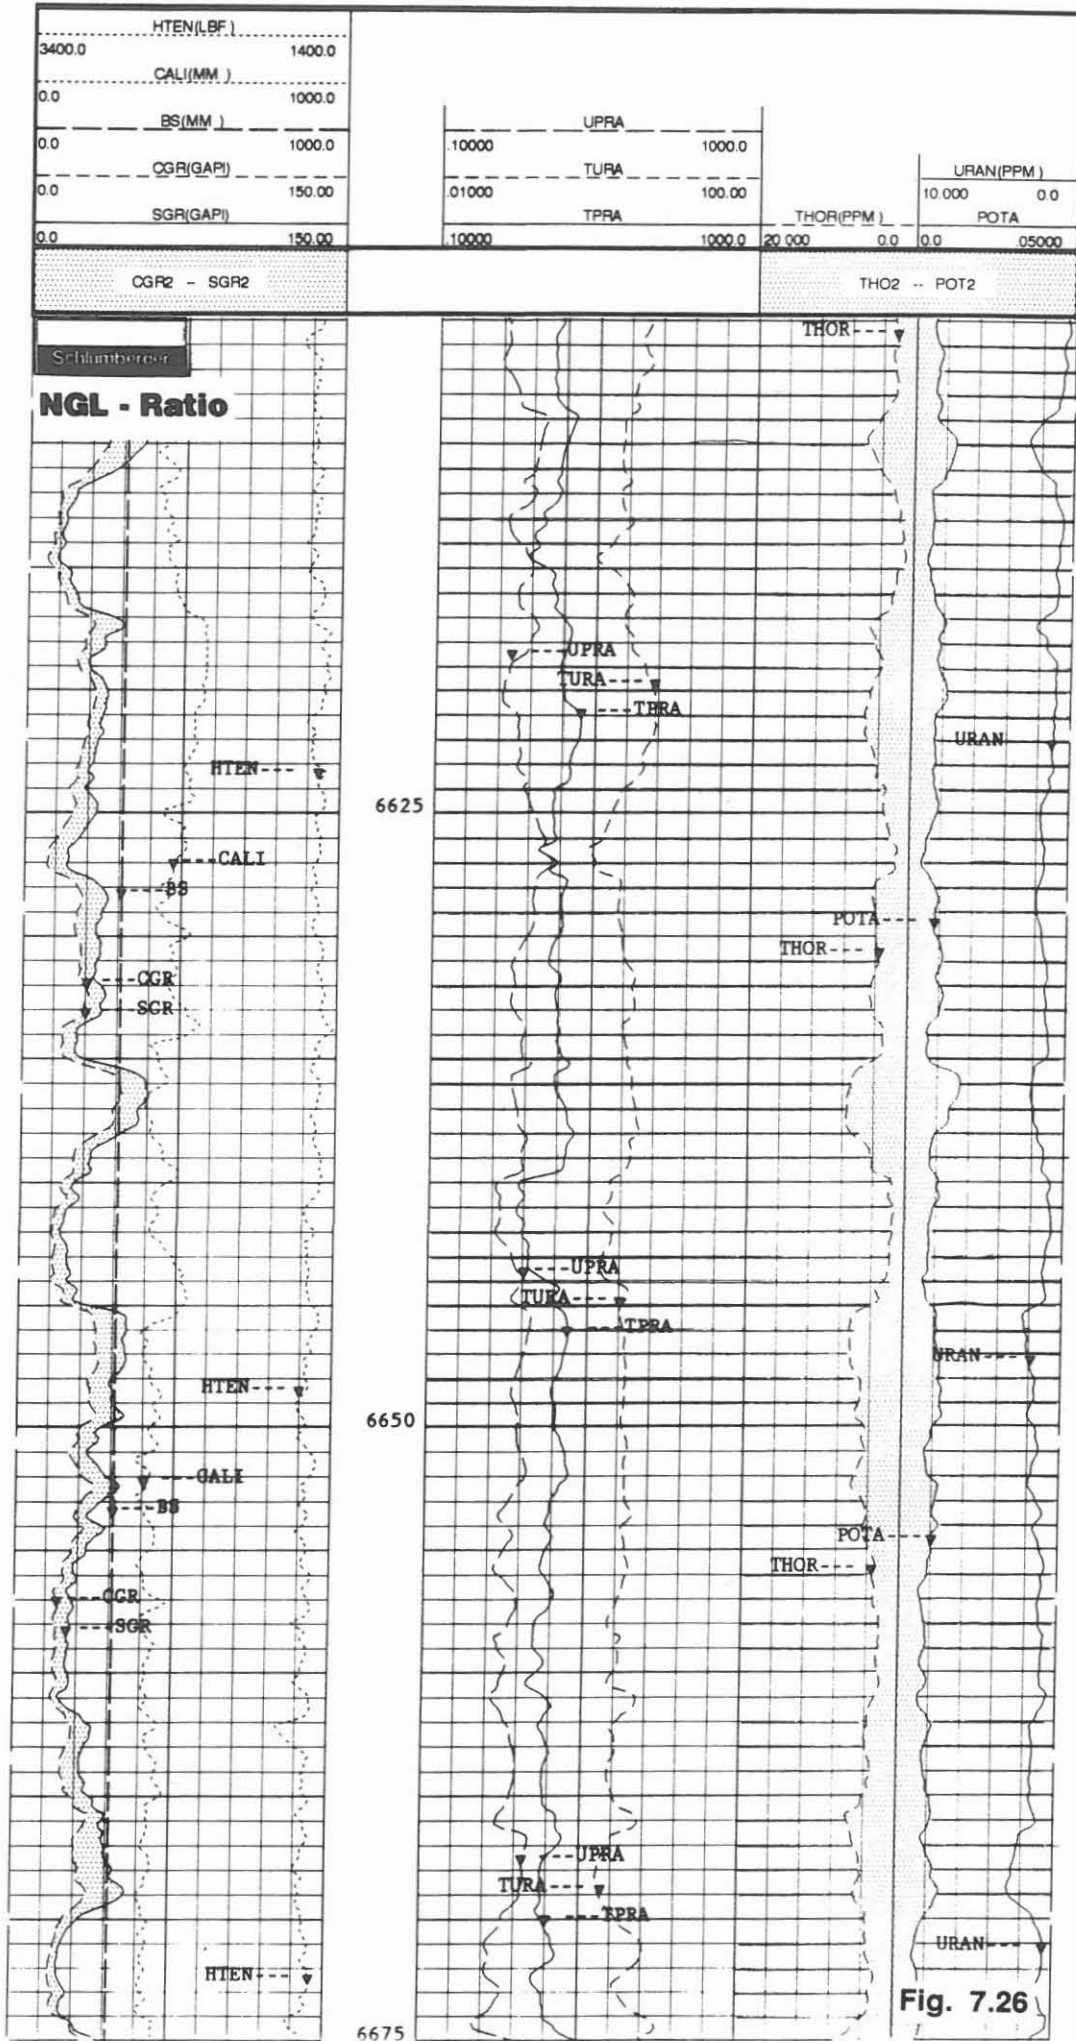 HTEN(LBF )
3400.0 1400.0
CALI(MM )
0.0 1000.0
BS(MM )
0.0 1000.0
CGR(GAPI)
0.0 150.00
SGR(GAPI)
0.0 150.00
UPRA
.10000 1000.0
TURA
.01000 100.00
TPRA
.10000 1000.0
URAN(PPM )
10.000 0.0
THOR(PPM ) POTA
20 000 0.0 0.0 .05000
CGR2 - SGR2
THO2 -- POT2
Schlumberger
NGL - Ratio
THOR
UPRA
TURA
TPRA
URAN
HTEN
6625
CALI
BS
POTA
THOR
CGR
SGR
UPRA
TURA
TPRA
URAN
HTEN
6650
CALI
BS
POTA
THOR
CGR
SGR
UPRA
TURA
TPRA
URAN
HTEN
Fig. 7.26
6675